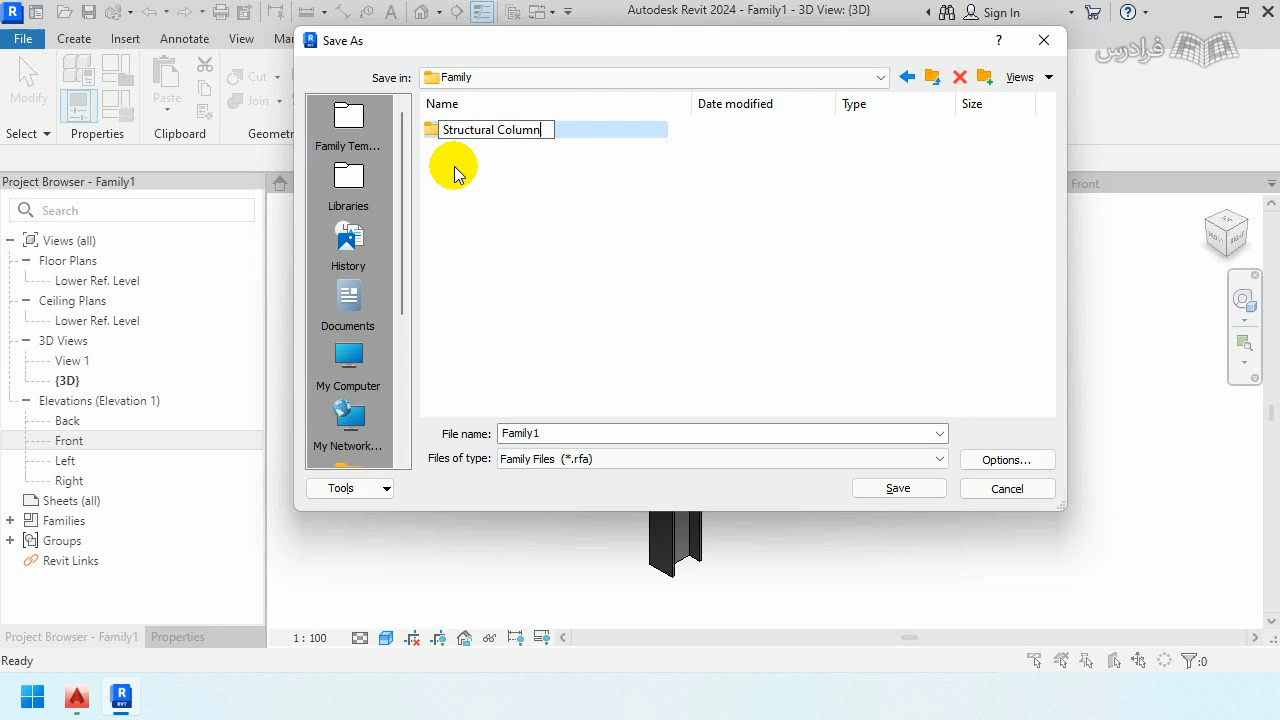 Autodesk Revit 2024 - Family1 - 3D View: {3D}
Sign In
File
Create
Insert
Annotate
View
فرادرس
Modify
Select
Properties
Paste
Clipboard
Cut
Join
Geomet
Project Browser - Family1
Search
Views (all)
Floor Plans
Lower Ref. Level
Ceiling Plans
Lower Ref. Level
3D Views
View 1
{3D}
Elevations (Elevation 1)
Back
Front
Left
Right
Sheets (all)
Families
Groups
Revit Links
Project Browser - Family1
Properties
Ready
Save As
?
Save in:
Family
Views
Name
Date modified
Type
Size
Structural Column
Family Tem...
Libraries
History
Documents
My Computer
My Network...
File name:
Family1
Files of type:
Family Files (*.rfa)
Options...
Tools
Save
Cancel
Front
1 : 100
:0